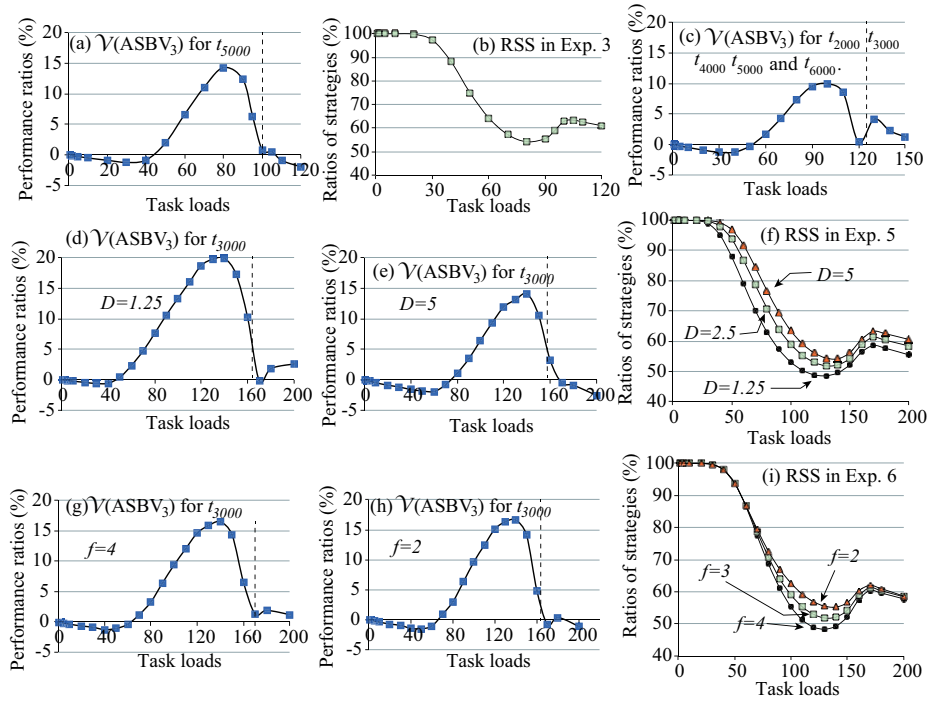 (a) 𝒱(ASBV₃) for t₅₀₀₀
Performance ratios (%)
20
15
10
5
0
-5
0 20 40 60 80 100 120
Task loads
(b) RSS in Exp. 3
Ratios of strategies (%)
100
90
80
70
60
50
40
0 30 60 90 120
Task loads
(c) 𝒱(ASBV₃) for t₂₀₀₀ t₃₀₀₀
t₄₀₀₀ t₅₀₀₀ and t₆₀₀₀.
Performance ratios (%)
20
15
10
5
0
-5
0 30 60 90 120 150
Task loads
(d) 𝒱(ASBV₃) for t₃₀₀₀
D=1.25
Performance ratios (%)
20
15
10
5
0
-5
0 40 80 120 160 200
Task loads
(e) 𝒱(ASBV₃) for t₃₀₀₀
D=5
Performance ratios (%)
20
15
10
5
0
-5
0 40 80 120 160 200
Task loads
(f) RSS in Exp. 5
D=5
D=2.5
D=1.25
Ratios of strategies (%)
100
90
80
70
60
50
40
0 50 100 150 200
Task loads
(g) 𝒱(ASBV₃) for t₃₀₀₀
f=4
Performance ratios (%)
20
15
10
5
0
-5
0 40 80 120 160 200
Task loads
(h) 𝒱(ASBV₃) for t₃₀₀₀
f=2
Performance ratios (%)
20
15
10
5
0
-5
0 40 80 120 160 200
Task loads
(i) RSS in Exp. 6
f=2
f=3
f=4
Ratios of strategies (%)
100
90
80
70
60
50
40
0 50 100 150 200
Task loads